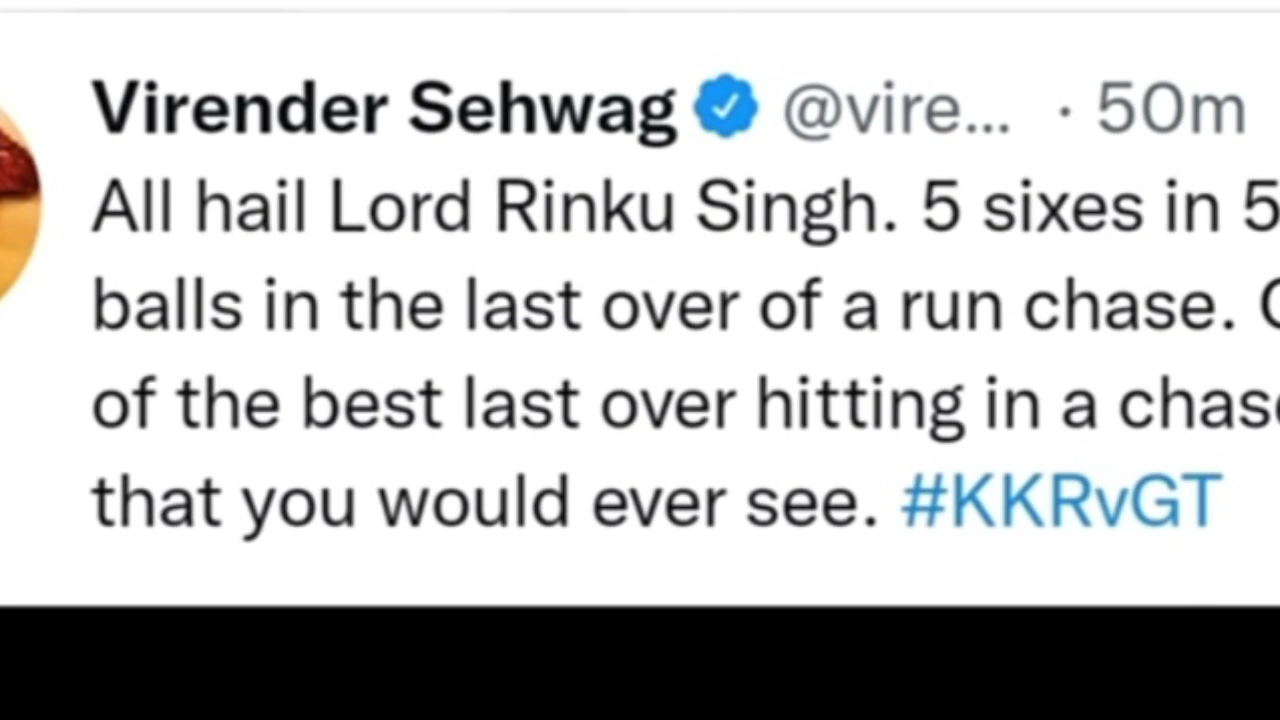 Virender Sehwag @vire... · 50m
All hail Lord Rinku Singh. 5 sixes in 5
balls in the last over of a run chase.
of the best last over hitting in a chase
that you would ever see. #KKRvGT